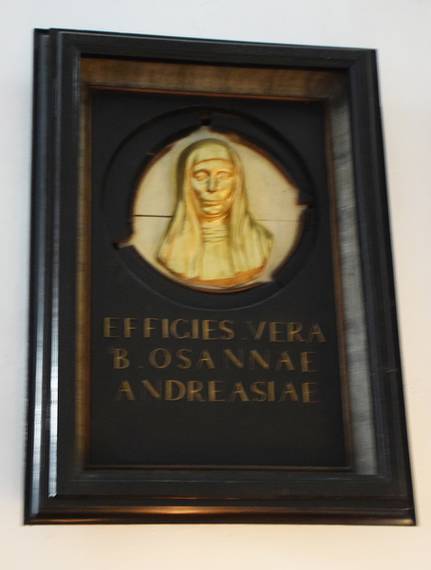 EFFIGIES VERA
B. OSANNAE
ANDREASIAE